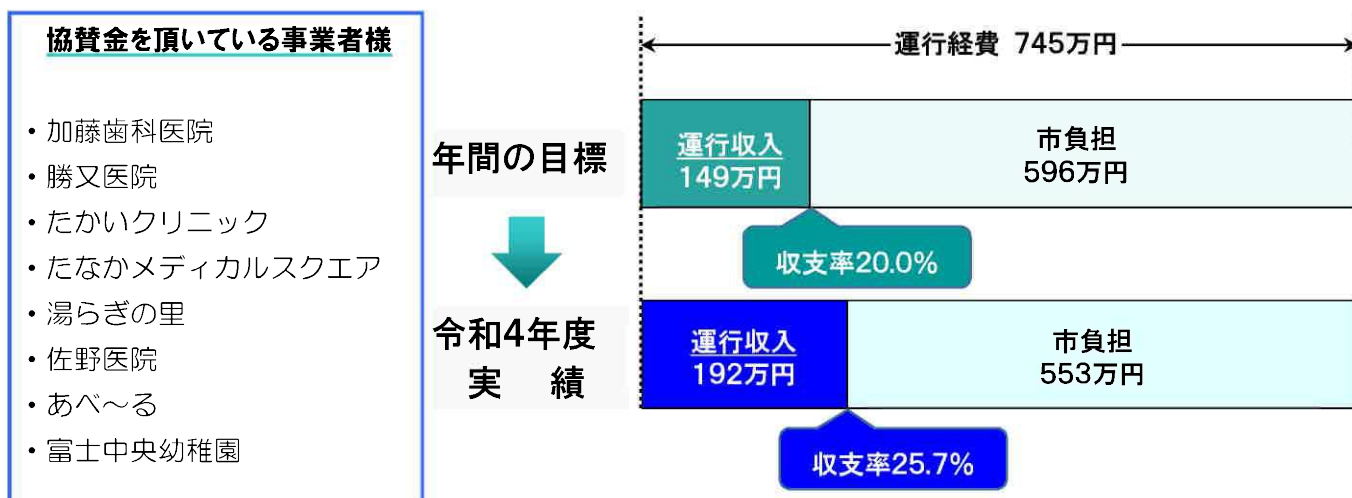 協賛金を頂いている事業者様
・加藤歯科医院
・勝又医院
・たかいクリニック
・たなかメディカルスクエア
・湯らぎの里
・佐野医院
・あべ～る
・富士中央幼稚園
運行経費 745万円
年間の目標
運行収入
149万円
市負担
596万円
収支率20.0%
令和4年度
実 績
運行収入
192万円
市負担
553万円
収支率25.7%